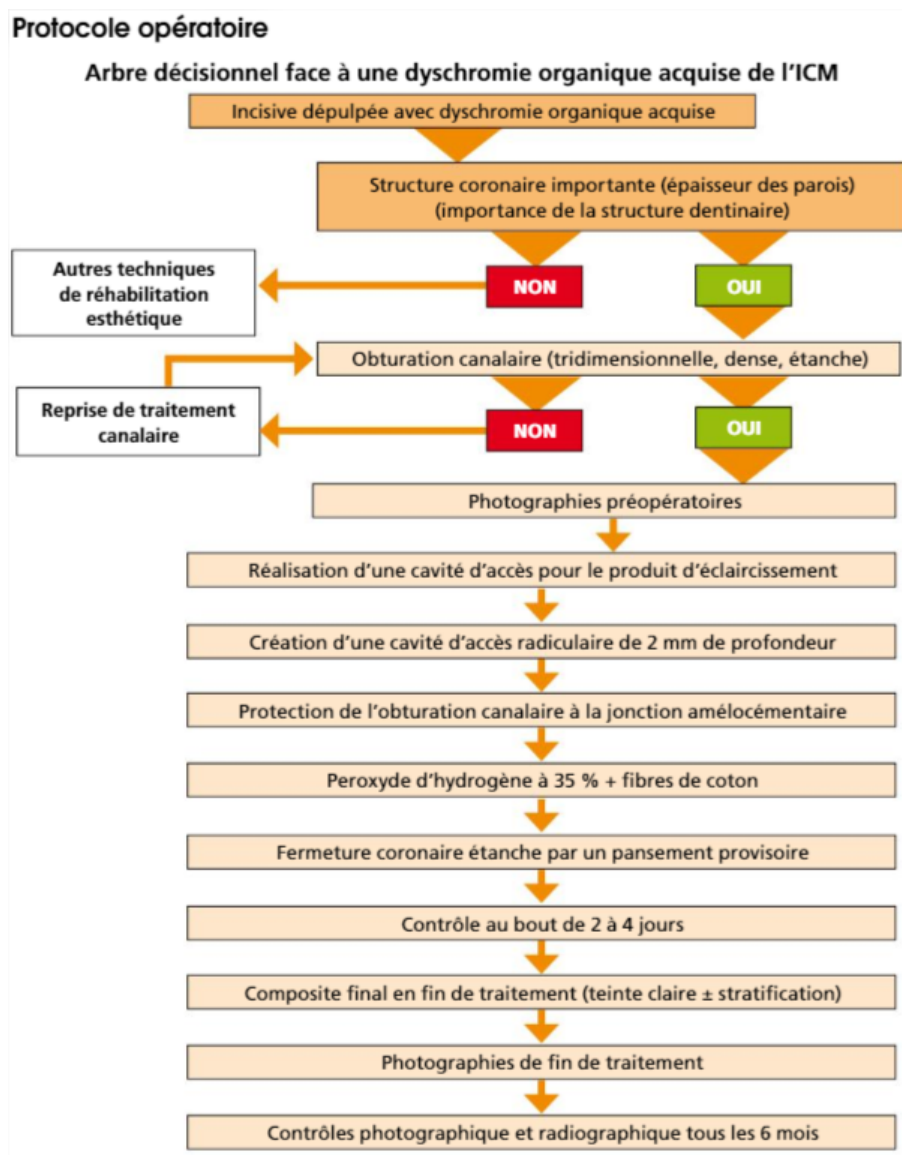 Protocole opératoire
Arbre décisionnel face à une dyschromie organique acquise de l'ICM
Incisive dépulpée avec dyschromie organique acquise
Structure coronaire importante (épaisseur des parois)
(importance de la structure dentinaire)
Autres techniques
de réhabilitation
esthétique
NON
OUI
Obturation canalaire (tridimensionnelle, dense, étanche)
Reprise de traitement
canalaire
NON
OUI
Photographies préopératoires
Réalisation d'une cavité d'accès pour le produit d'éclaircissement
Création d'une cavité d'accès radiculaire de 2 mm de profondeur
Protection de l'obturation canalaire à la jonction amélocémentaire
Peroxyde d'hydrogène à 35 % + fibres de coton
Fermeture coronaire étanche par un pansement provisoire
Contrôle au bout de 2 à 4 jours
Composite final en fin de traitement (teinte claire ± stratification)
Photographies de fin de traitement
Contrôles photographique et radiographique tous les 6 mois